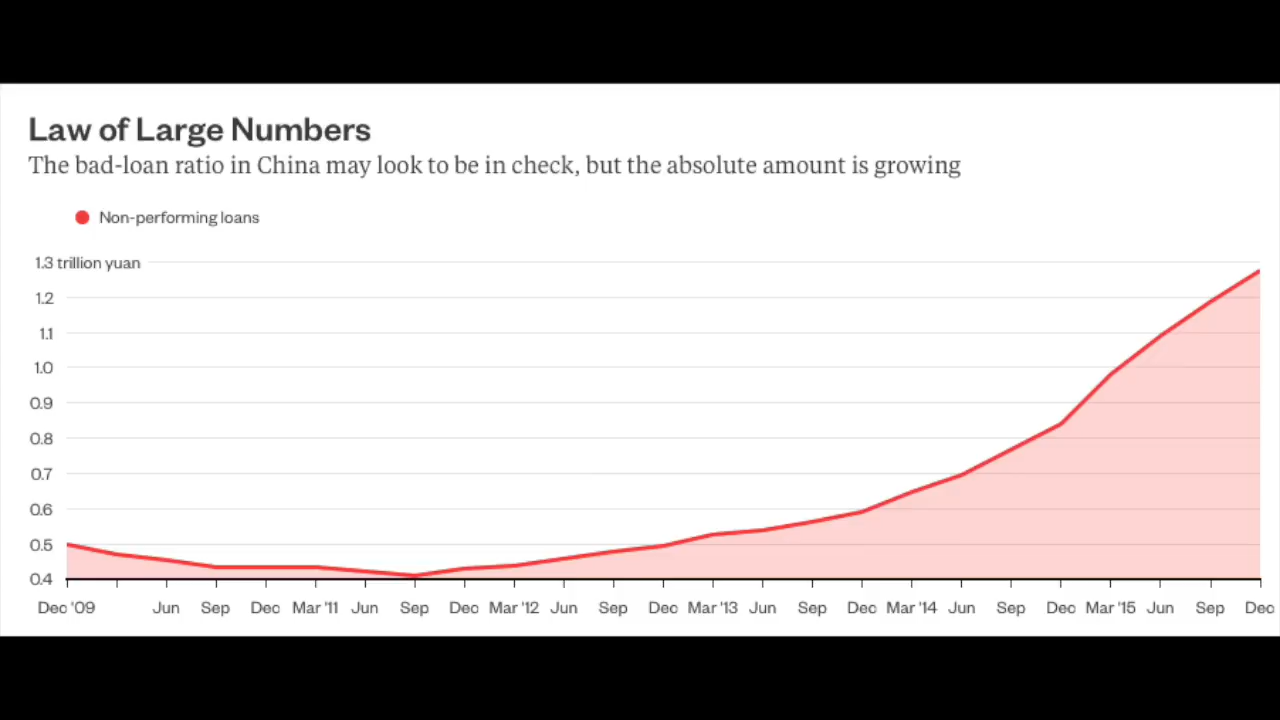 Law of Large Numbers
The bad-loan ratio in China may look to be in check, but the absolute amount is growing
Non-performing loans
1.3 trillion yuan
1.2
1.1
1.0
0.9
0.8
0.7
0.6
0.5
0.4
Dec '09 Jun Sep Dec Mar '11 Jun Sep Dec Mar '12 Jun Sep Dec Mar '13 Jun Sep Dec Mar '14 Jun Sep Dec Mar '15 Jun Sep Dec